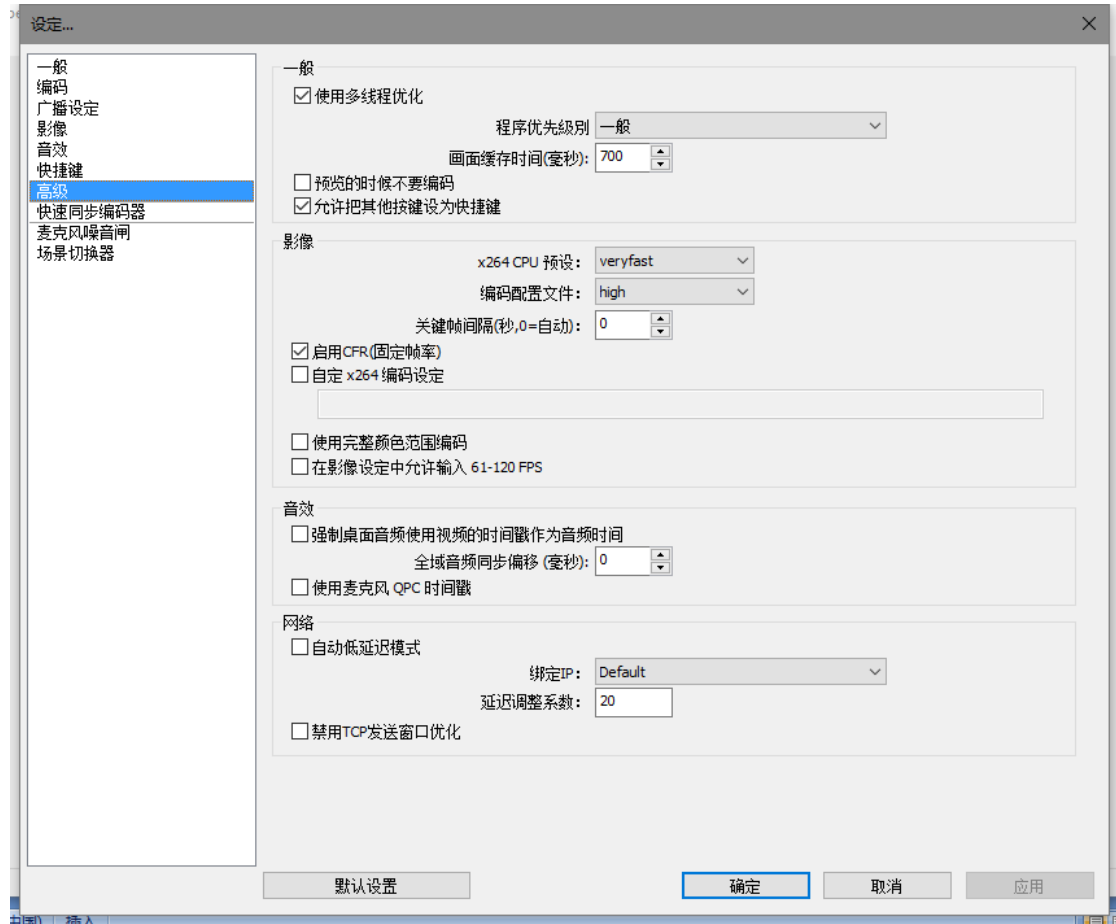 设定...
一般
编码
广播设定
影像
音效
快捷键
高级
快速同步编码器
麦克风噪音闸
场景切换器
一般
使用多线程优化
程序优先级别 一般
画面缓存时间(毫秒): 700
预览的时候不要编码
允许把其他按键设为快捷键
影像
x264 CPU 预设: veryfast
编码配置文件: high
关键帧间隔(秒,0=自动): 0
启用CFR(固定帧率)
自定 x264 编码设定
使用完整颜色范围编码
在影像设定中允许输入 61-120 FPS
音效
强制桌面音频使用视频的时间戳作为音频时间
全域音频同步偏移 (毫秒): 0
使用麦克风 QPC 时间戳
网络
自动低延迟模式
绑定IP: Default
延迟调整系数: 20
禁用TCP发送窗口优化
默认设置 确定 取消 应用
中国) 插入